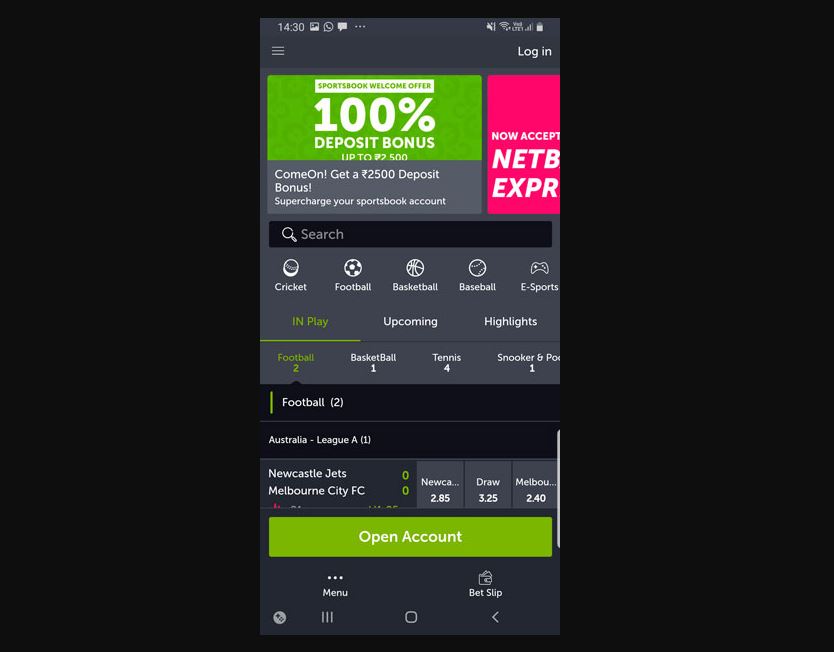 14:30
Log in
SPORTSBOOK WELCOME OFFER
100%
DEPOSIT BONUS
UP TO ₹2 500
ComeOn! Get a ₹2500 Deposit
Bonus!
Supercharge your sportsbook account
NOW ACCEPT
NETB
EXPR
Search
Cricket Football Basketball Baseball E-Sports
IN Play Upcoming Highlights
Football BasketBall Tennis Snooker & Poo
2 1 4 1
Football (2)
Australia - League A (1)
Newcastle Jets 0
Melbourne City FC 0
Newca... Draw Melbou...
2.85 3.25 2.40
Open Account
Menu Bet Slip